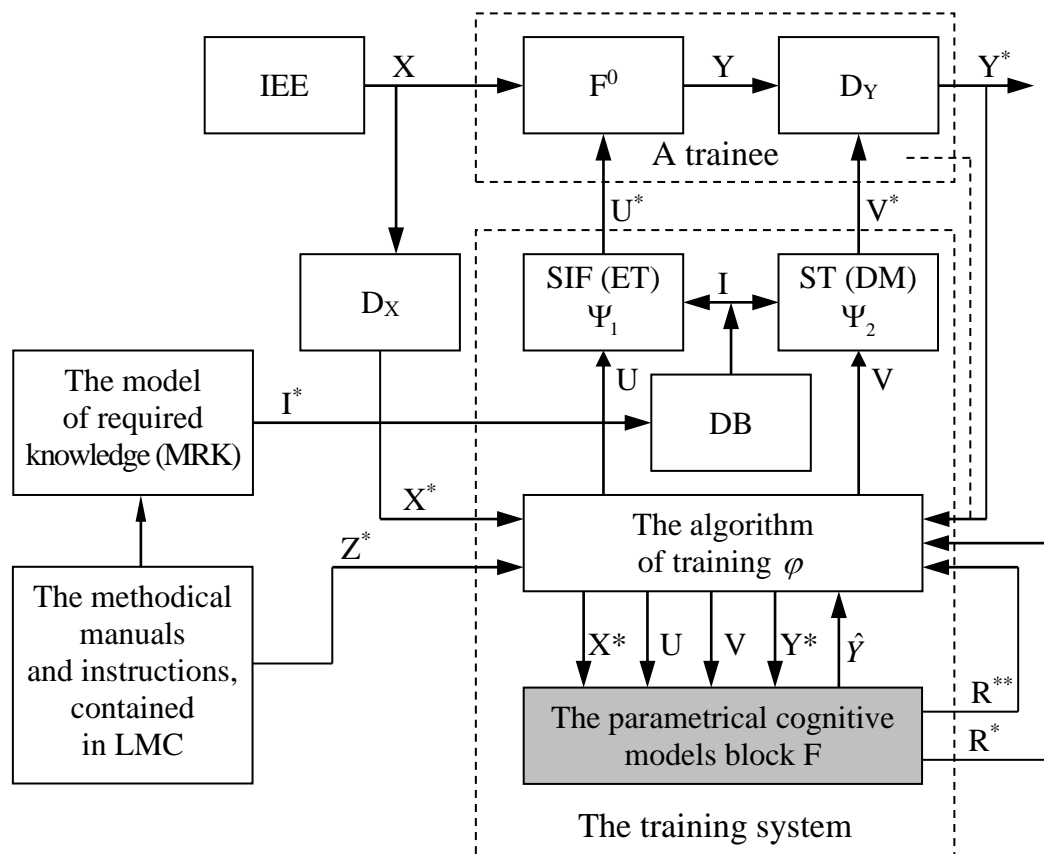 IEE
X
F⁰
Y
D_Y
Y*
A trainee
U*
V*
D_X
SIF (ET)
Ψ₁
I
ST (DM)
Ψ₂
The model
of required
knowledge (MRK)
I*
U
DB
V
X*
Z*
The algorithm
of training φ
The methodical
manuals
and instructions,
contained
in LMC
X*
U
V
Y*
Ŷ
The parametrical cognitive
models block F
R**
R*
The training system